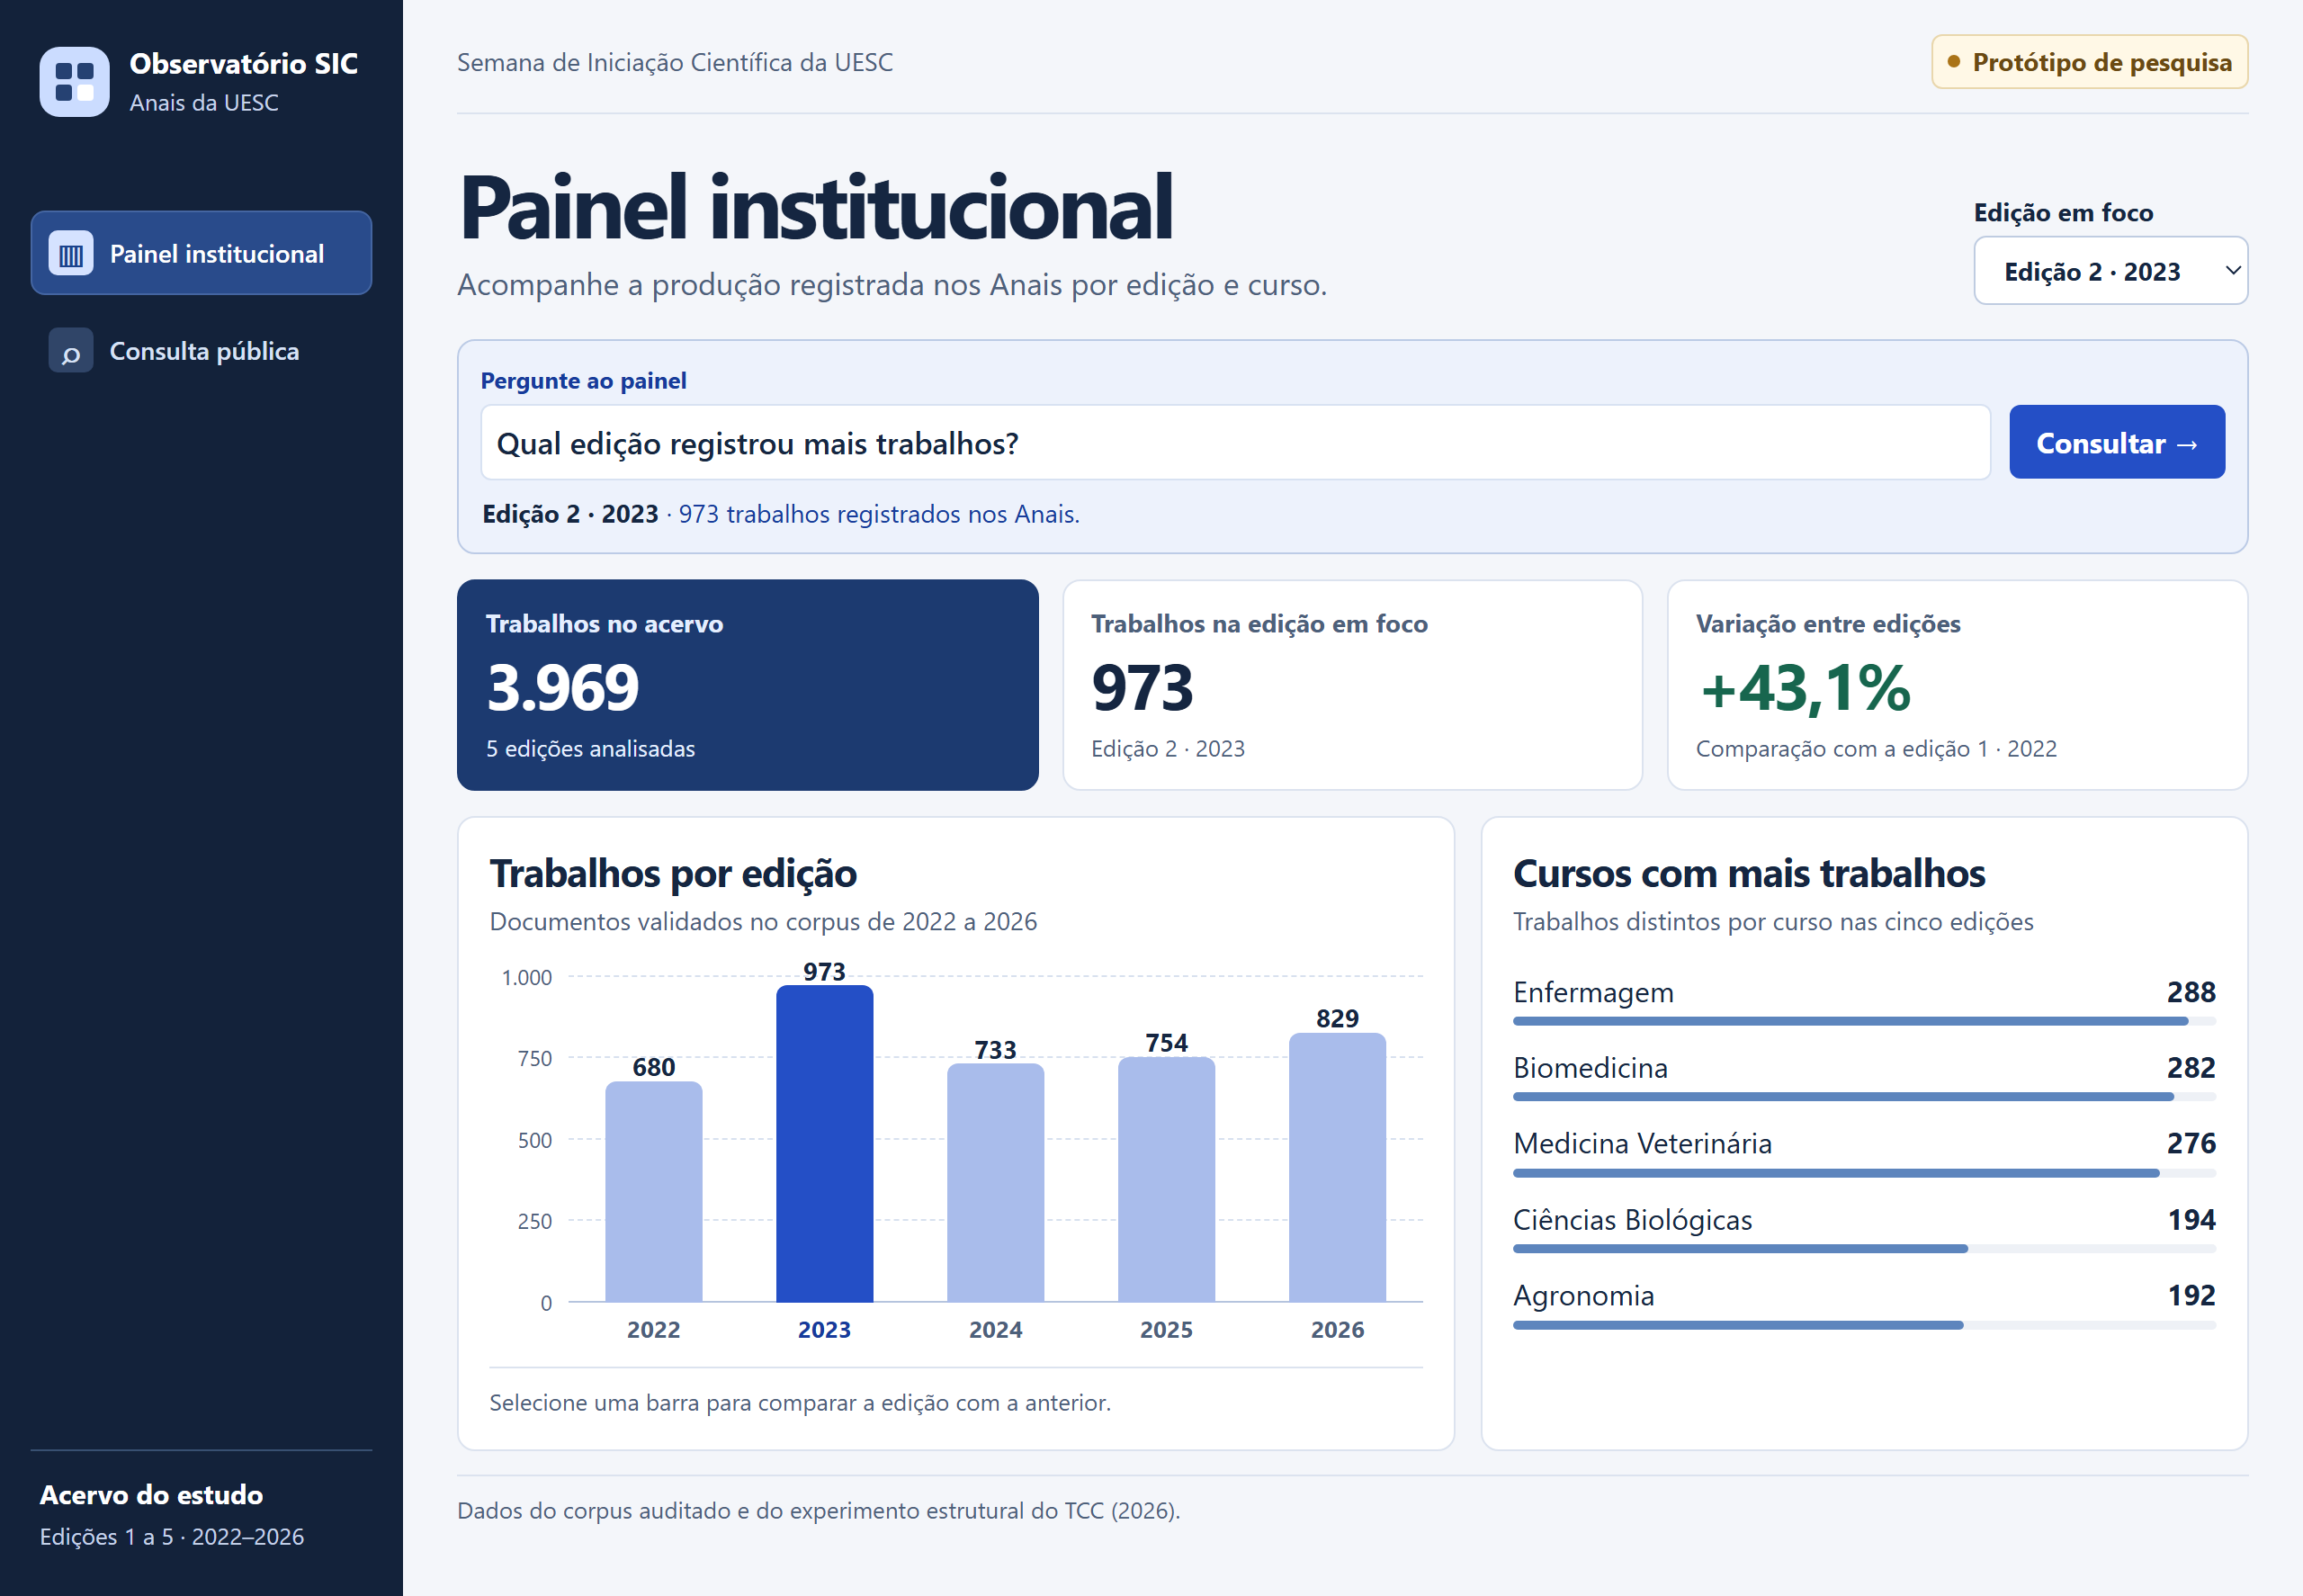 Observatório SIC
Anais da UESC
Painel institucional
Consulta pública
Acervo do estudo
Edições 1 a 5 · 2022–2026
Semana de Iniciação Científica da UESC
Protótipo de pesquisa
Painel institucional
Acompanhe a produção registrada nos Anais por edição e curso.
Edição em foco
Edição 2 · 2023
Pergunte ao painel
Qual edição registrou mais trabalhos?
Consultar →
Edição 2 · 2023 · 973 trabalhos registrados nos Anais.
Trabalhos no acervo
3.969
5 edições analisadas
Trabalhos na edição em foco
973
Edição 2 · 2023
Variação entre edições
+43,1%
Comparação com a edição 1 · 2022
Trabalhos por edição
Documentos validados no corpus de 2022 a 2026
1.000
750
500
250
0
680
973
733
754
829
2022
2023
2024
2025
2026
Selecione uma barra para comparar a edição com a anterior.
Cursos com mais trabalhos
Trabalhos distintos por curso nas cinco edições
Enfermagem 288
Biomedicina 282
Medicina Veterinária 276
Ciências Biológicas 194
Agronomia 192
Dados do corpus auditado e do experimento estrutural do TCC (2026).